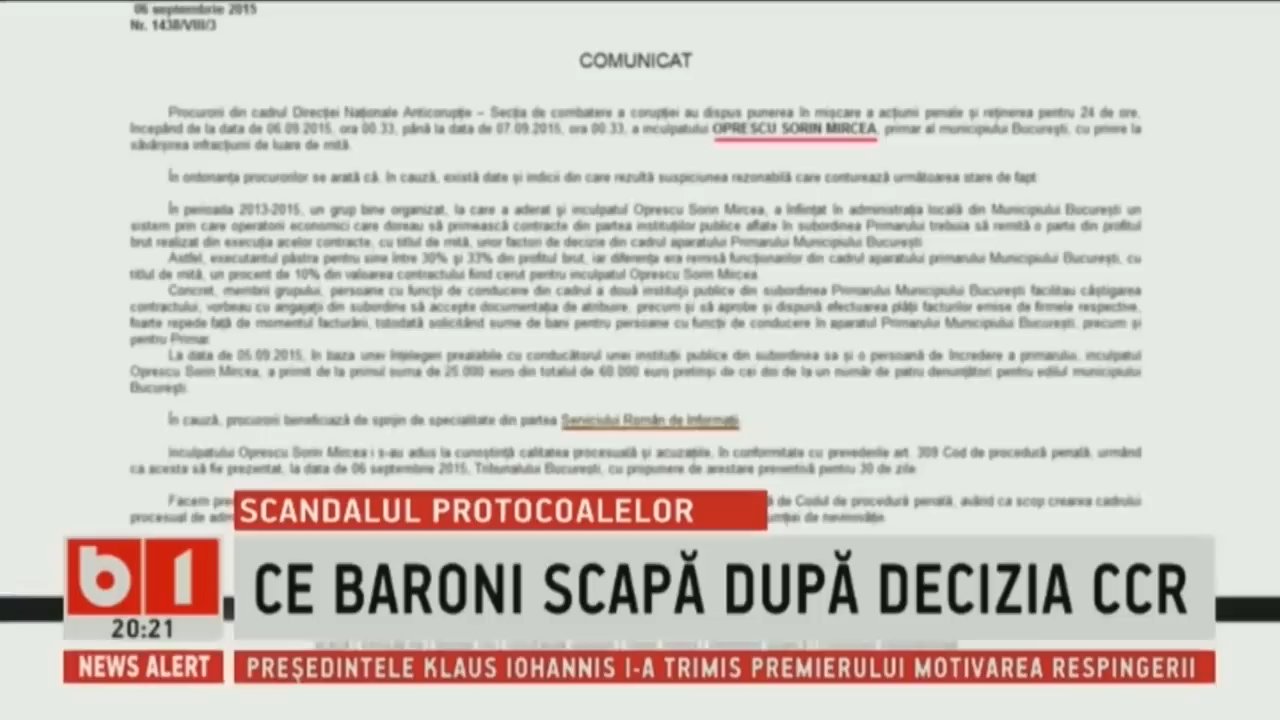 06 septembrie 2015
Nr. 1438/VIII/3
COMUNICAT
Procurorii din cadrul Direcției Naționale Anticorupție – Secția de combatere a corupției au dispus punerea în mișcare a acțiunii penale și reținerea pentru 24 de ore,
începând de la data de 06.09.2015, ora 00.33, până la data de 07.09.2015, ora 00.33, a inculpatului OPRESCU SORIN MIRCEA, primar al municipiului București, cu privire la
săvârșirea infracțiunii de luare de mită.
În ordonanța procurorilor se arată că, în cauză, există date și indicii din care rezultă suspiciunea rezonabilă care conturează următoarea stare de fapt
În perioada 2013-2015, un grup bine organizat, la care a aderat și inculpatul Oprescu Sorin Mircea, a înființat în administrația locală din Municipiului București un
sistem prin care operatorii economici care doreau să primească contracte din partea instituțiilor publice aflate în subordinea Primarului trebuia să remită o parte din profitul
brut realizat din execuția acelor contracte, cu titlul de mită, unor factori de decizie din cadrul aparatului Primarului Municipiului București
Astfel, executantul păstra pentru sine între 30% și 33% din profitul brut, iar diferența era remisă funcționarilor din cadrul aparatului primarului Municipiului București, cu
titlul de mită, un procent de 10% din valoarea contractului fiind cerut pentru inculpatul Oprescu Sorin Mircea
Concret, membrii grupului, persoane cu funcții de conducere din cadrul a două instituții publice din subordinea Primarului Municipiului București facilitau câștigarea
contractului, vorbeau cu angajații din subordine să accepte documentația de atribuire, precum și să aprobe și dispună efectuarea plății facturilor emise de firmele respective,
foarte repede față de momentul facturării, totodată solicitând sume de bani pentru persoane cu funcții de conducere în aparatul Primarului Municipiului București, precum și
pentru Primar
La data de 05.09.2015, în baza unei înțelegeri prealabile cu conducătorul unei instituții publice din subordinea sa și o persoană de încredere a primarului, inculpatul
Oprescu Sorin Mircea, a primit de la primul suma de 25.000 euro din totalul de 60.000 euro pretinși de cei doi de la un număr de patru denunțători pentru edilul municipiului
București
În cauză, procurorii beneficiază de sprijin de specialitate din partea Serviciului Român de Informații
Inculpatului Oprescu Sorin Mircea i s-au adus la cunoștință calitatea procesuală și acuzațiile, în conformitate cu prevederile art. 309 Cod de procedură penală, urmând
ca acesta să fie prezentat, la data de 06 septembrie 2015, Tribunalului București, cu propunere de arestare preventivă pentru 30 de zile
Facem de Codul de procedură penală, având ca scop crearea cadrului
procesual de de nevinovăție
SCANDALUL PROTOCOALELOR
b1
CE BARONI SCAPĂ DUPĂ DECIZIA CCR
20:21
NEWS ALERT PREȘEDINTELE KLAUS IOHANNIS I-A TRIMIS PREMIERULUI MOTIVAREA RESPINGERII